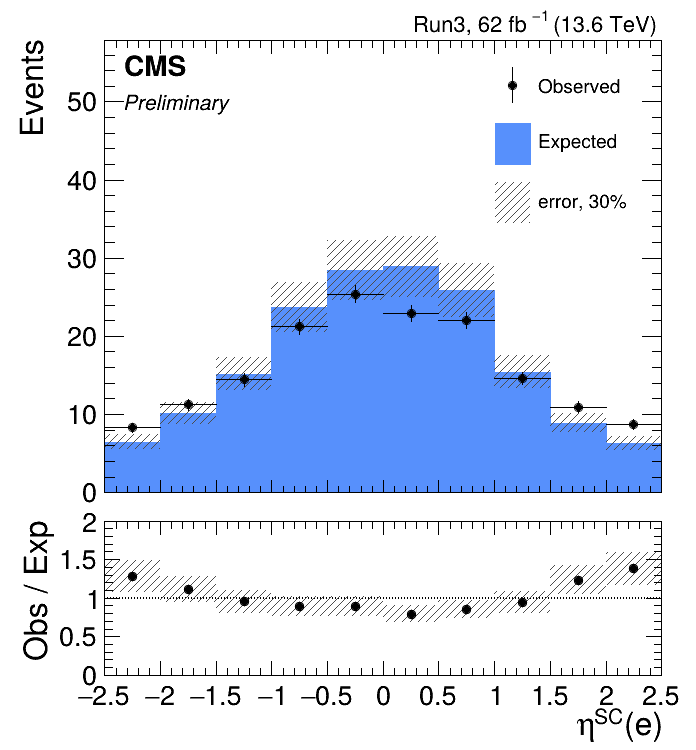 Run3, 62 fb⁻¹ (13.6 TeV)
CMS
Preliminary
Events
50
40
30
20
10
0
Observed
Expected
error, 30%
Obs / Exp
2
1.5
1
0.5
0
−2.5 −2 −1.5 −1 −0.5 0 0.5 1 1.5 2 2.5
η^SC(e)